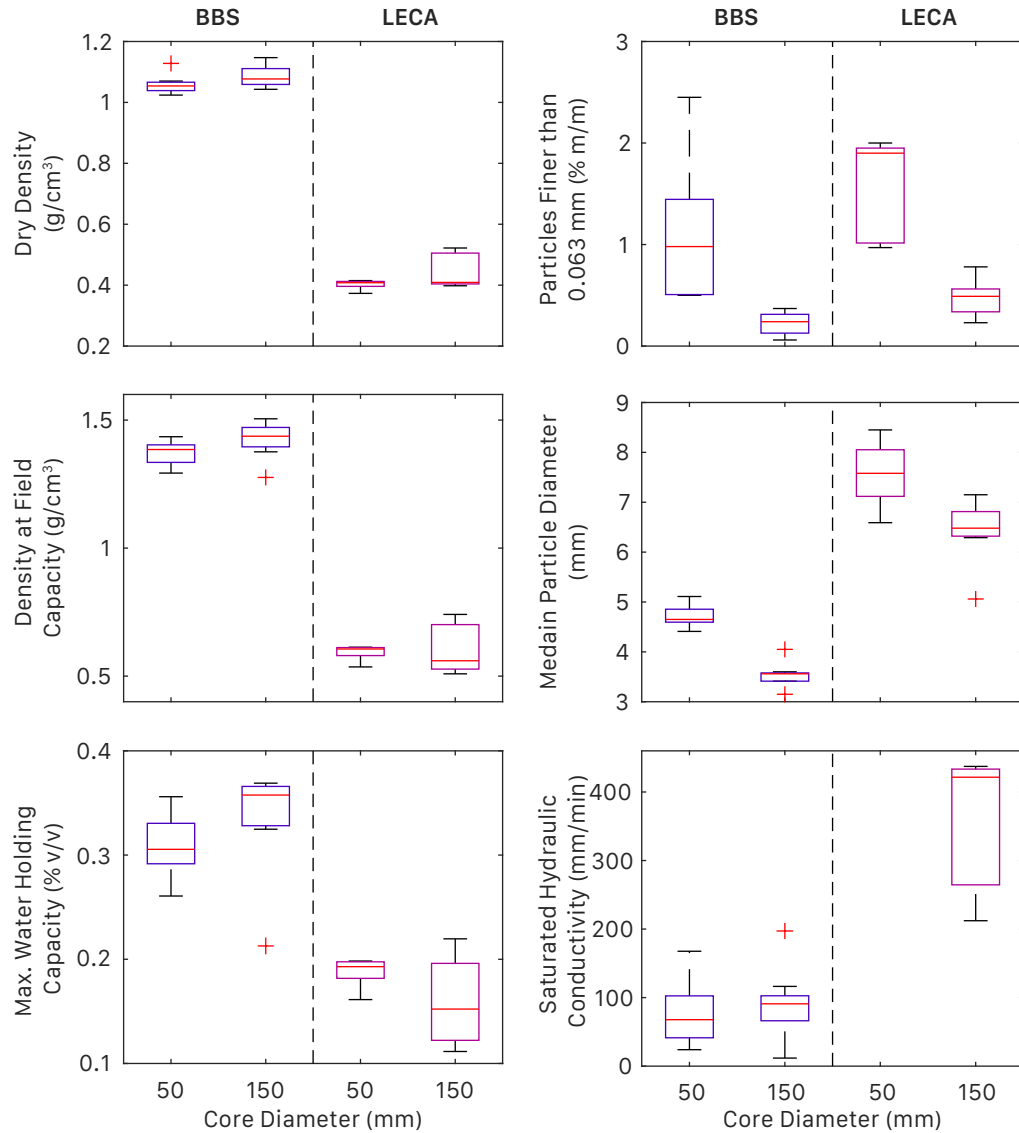 BBS LECA
1.2
1
0.8
0.6
0.4
0.2
Dry Density
(g/cm³)
BBS LECA
3
2
1
0
Particles Finer than
0.063 mm (% m/m)
1.5
1
0.5
Density at Field
Capacity (g/cm³)
9
8
7
6
5
4
3
Medain Particle Diameter
(mm)
0.4
0.3
0.2
0.1
Max. Water Holding
Capacity (% v/v)
50 150 50 150
Core Diameter (mm)
400
300
200
100
0
Saturated Hydraulic
Conductivity (mm/min)
50 150 50 150
Core Diameter (mm)